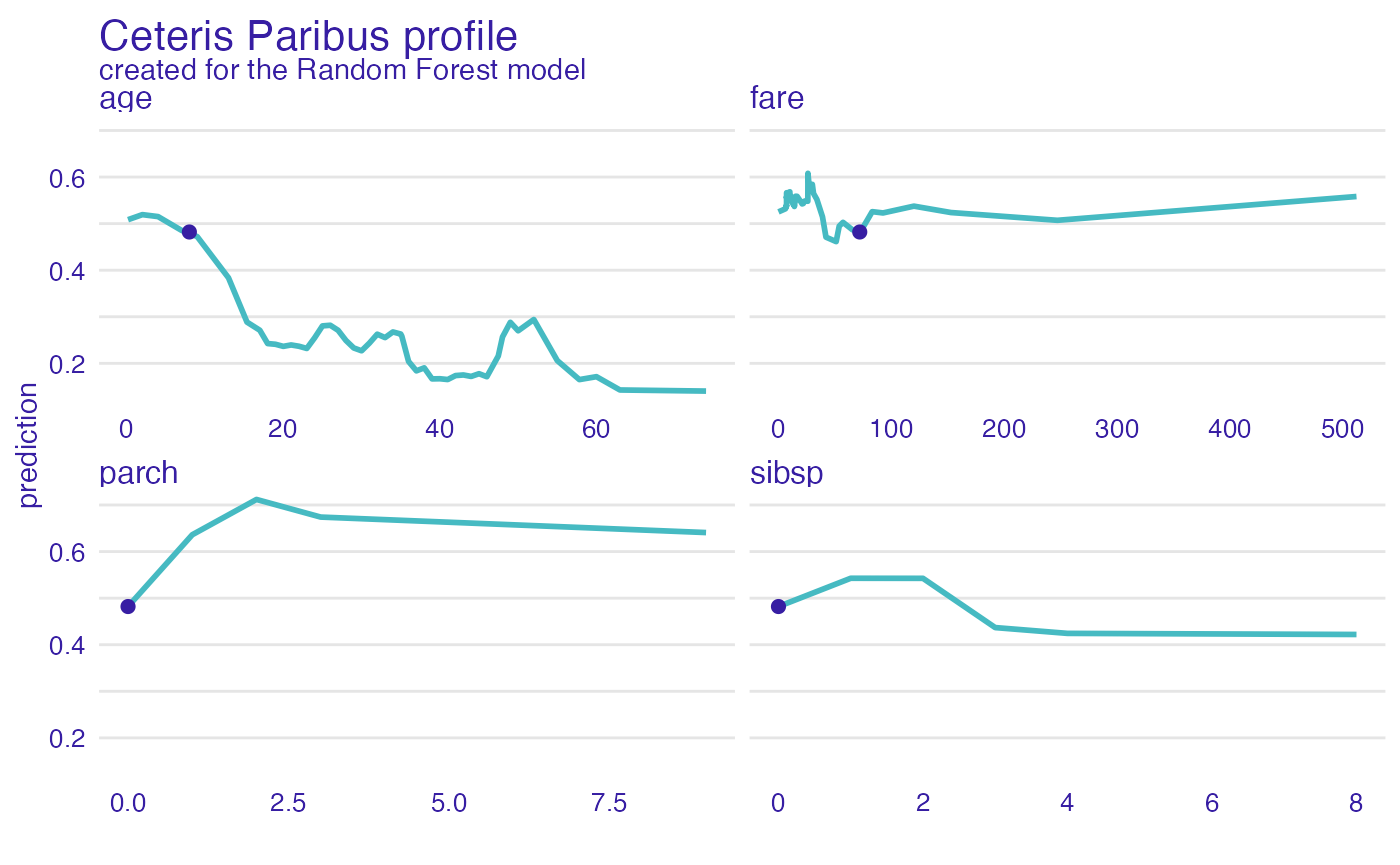 Ceteris Paribus profile
created for the Random Forest model
age
fare
0.6
0.4
0.2
0 20 40 60
0 100 200 300 400 500
prediction
parch
sibsp
0.6
0.4
0.2
0.0 2.5 5.0 7.5
0 2 4 6 8